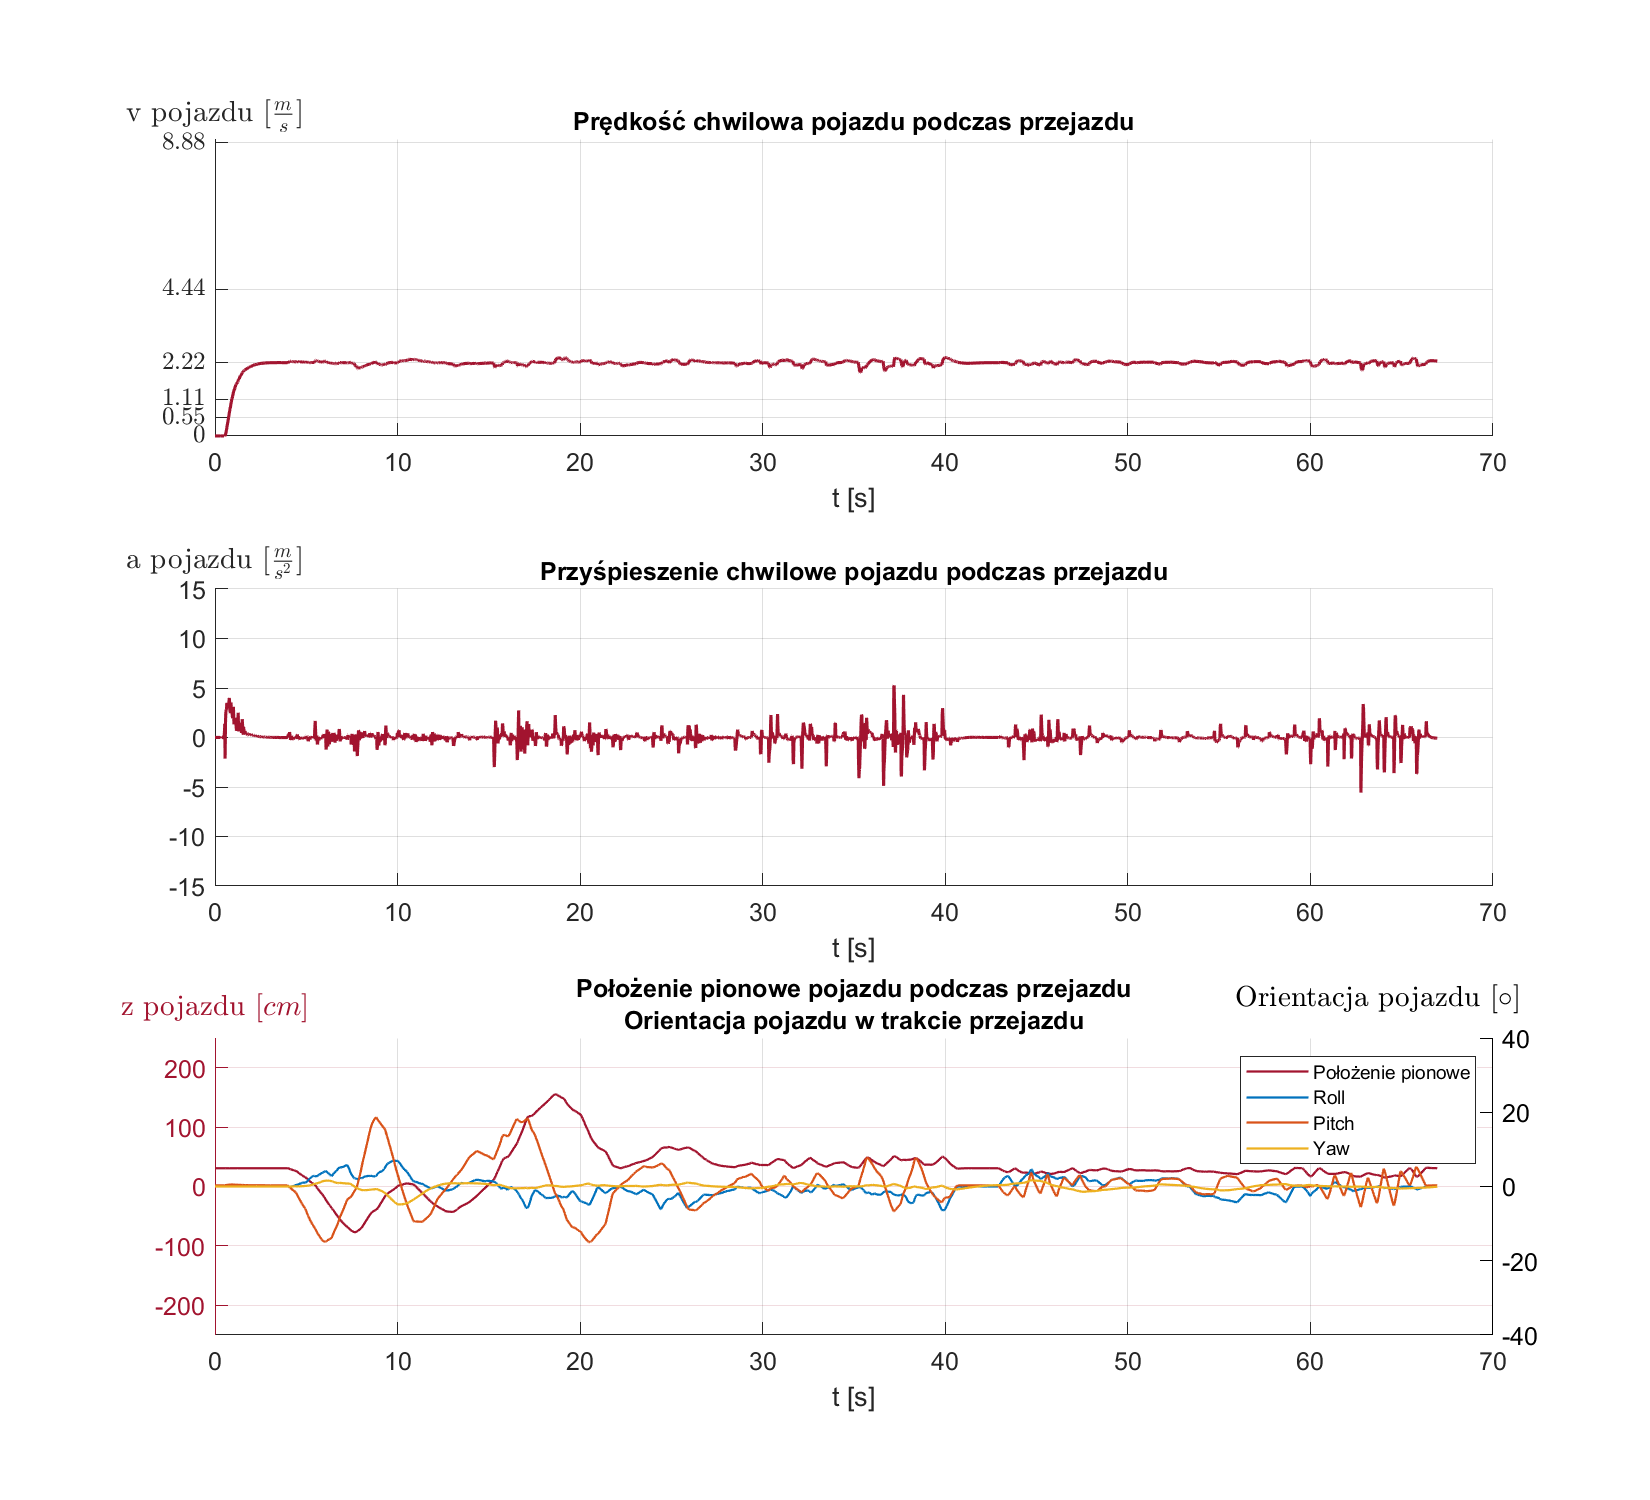 v pojazdu [m/s]
Prędkość chwilowa pojazdu podczas przejazdu
8.88
4.44
2.22
1.11
0.55
0
0 10 20 30 40 50 60 70
t [s]
a pojazdu [m/s²]
Przyśpieszenie chwilowe pojazdu podczas przejazdu
15
10
5
0
-5
-10
-15
0 10 20 30 40 50 60 70
t [s]
Położenie pionowe pojazdu podczas przejazdu
Orientacja pojazdu w trakcie przejazdu
z pojazdu [cm]
Orientacja pojazdu [∘]
200
100
0
-100
-200
40
20
0
-20
-40
Położenie pionowe
Roll
Pitch
Yaw
0 10 20 30 40 50 60 70
t [s]